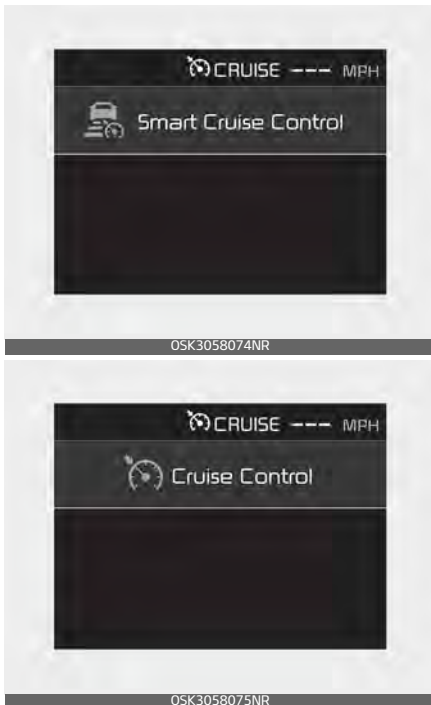 CRUISE --- MPH
Smart Cruise Control
OSK3058074NR
CRUISE --- MPH
Cruise Control
OSK3058075NR